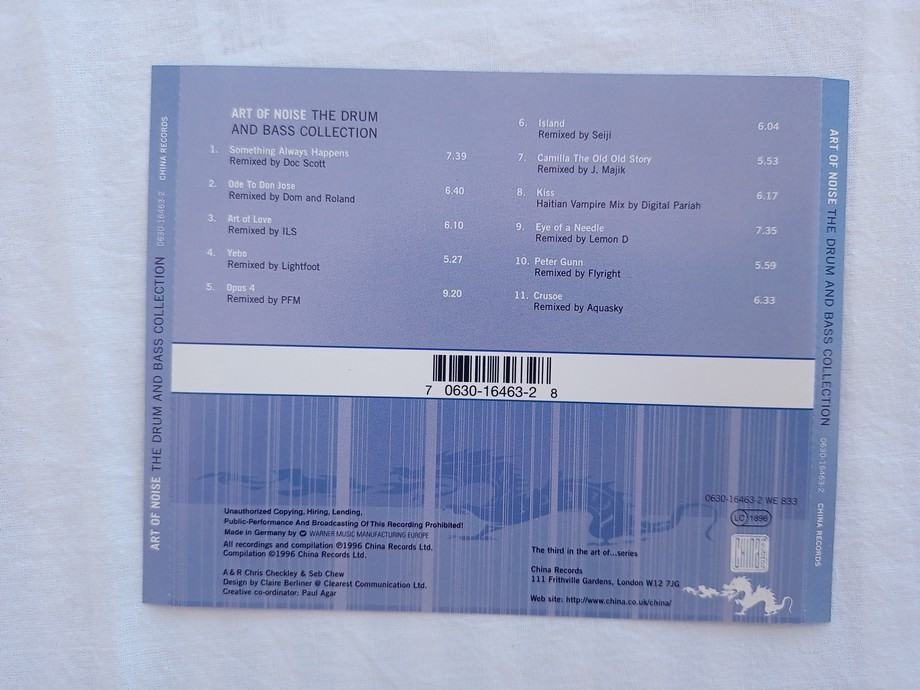 ART OF NOISE THE DRUM
AND BASS COLLECTION
1. Something Always Happens 7.39
Remixed by Doc Scott
2. Ode To Don Jose 6.40
Remixed by Dom and Roland
3. Art of Love 6.10
Remixed by ILS
4. Yebo 5.27
Remixed by Lightfoot
5. Opus 4 9.20
Remixed by PFM
6. Island 6.04
Remixed by Seiji
7. Camilla The Old Old Story 5.53
Remixed by J. Majik
8. Kiss 6.17
Haitian Vampire Mix by Digital Pariah
9. Eye of a Needle 7.35
Remixed by Lemon D
10. Peter Gunn 5.59
Remixed by Flyright
11. Crusoe 6.33
Remixed by Aquasky
7 0630-16463-2 8
Unauthorized Copying, Hiring, Lending,
Public-Performance And Broadcasting Of This Recording Prohibited!
Made in Germany by WARNER MUSIC MANUFACTURING EUROPE
All recordings and compilation ℗1996 China Records Ltd.
Compilation ©1996 China Records Ltd.
A & R Chris Checkley & Seb Chew
Design by Claire Berliner @ Clearest Communication Ltd.
Creative co-ordinator: Paul Agar
The third in the art of...series
China Records
111 Frithville Gardens, London W12 7JG
Web site: http://www.china.co.uk/china/
0630-16463-2 WE 833
LC 1896
CHINA
ART OF NOISE THE DRUM AND BASS COLLECTION 0630-16463-2 CHINA RECORDS
ART OF NOISE THE DRUM AND BASS COLLECTION 0630-16463-2 CHINA RECORDS